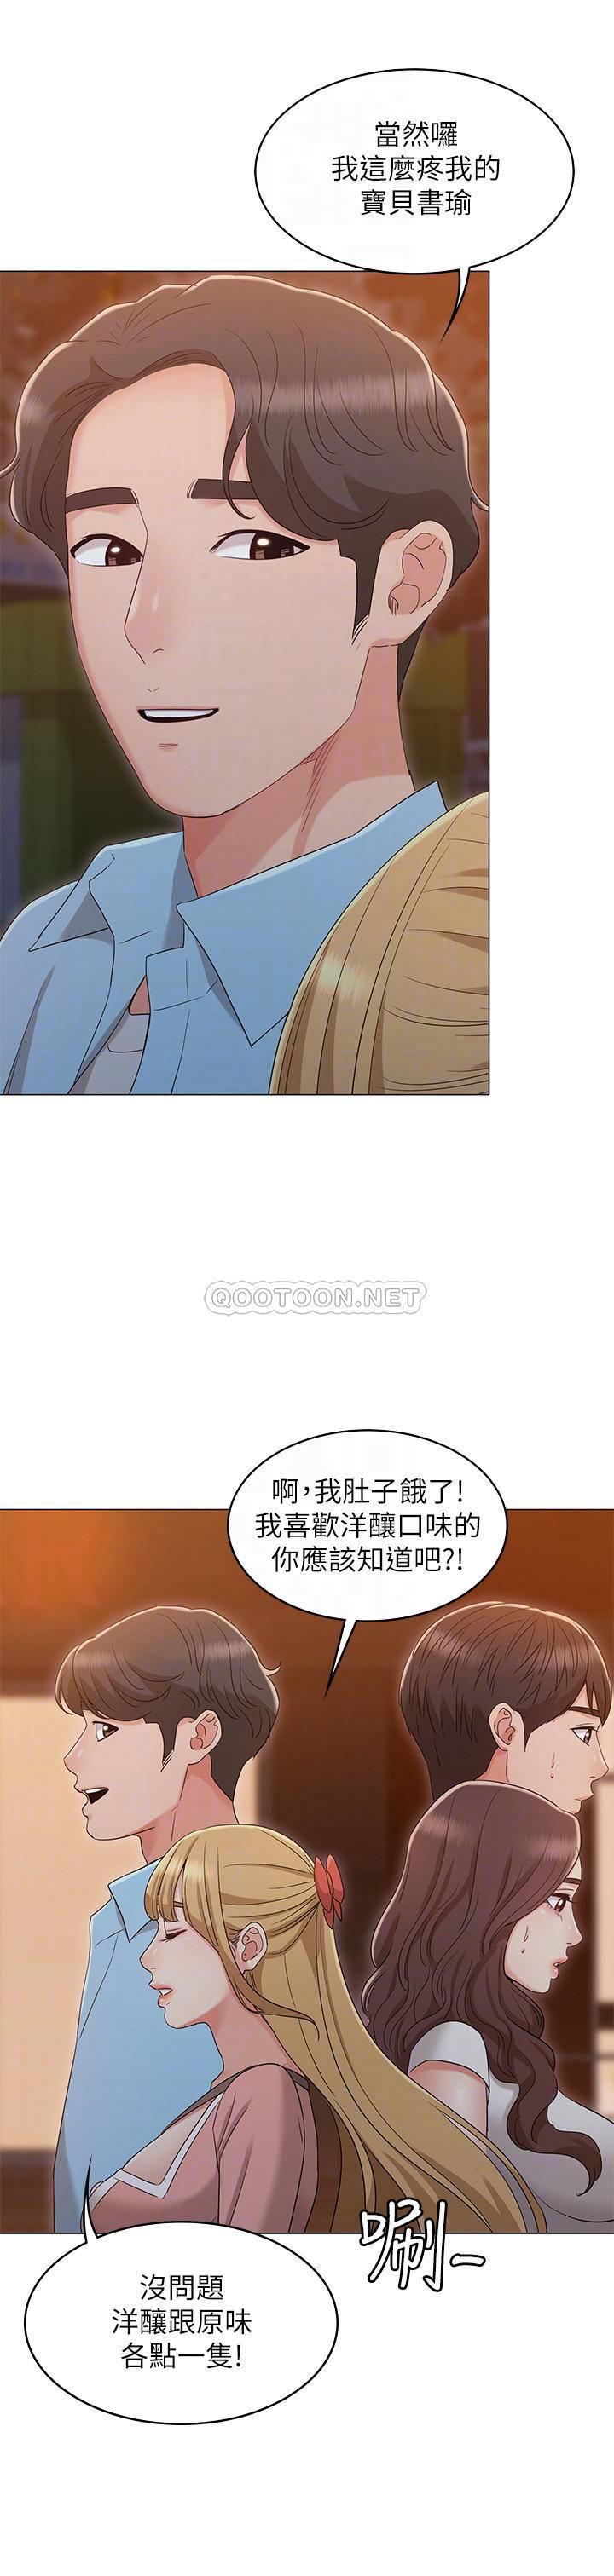 當然囉
我這麼疼我的
寶貝書瑜
QOOTOON.NET
啊，我肚子餓了!
我喜歡洋釀口味的
你應該知道吧?!
唰-
沒問題
洋釀跟原味
各點一隻!